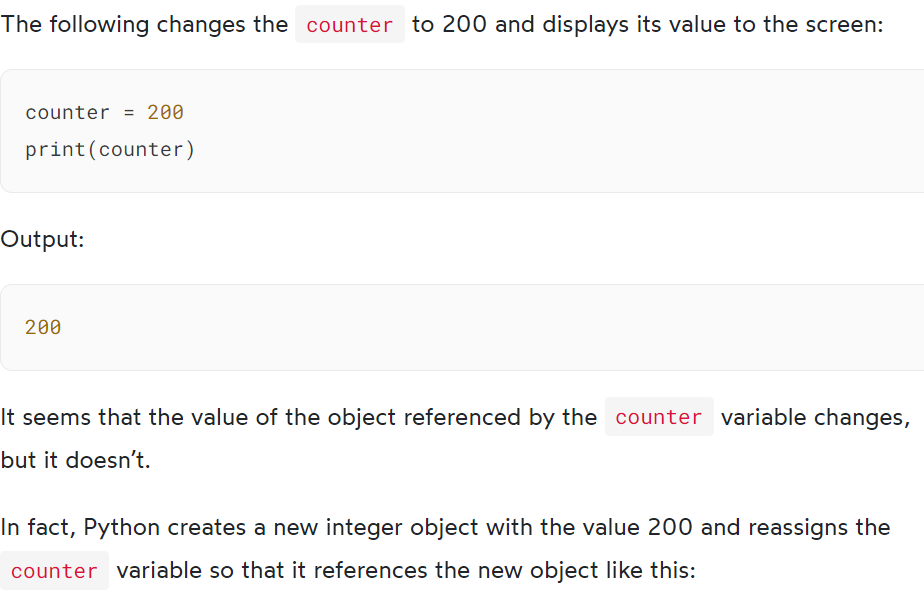 The following changes the counter to 200 and displays its value to the screen:
counter = 200
print(counter)
Output:
200
It seems that the value of the object referenced by the counter variable changes,
but it doesn’t.
In fact, Python creates a new integer object with the value 200 and reassigns the
counter variable so that it references the new object like this: